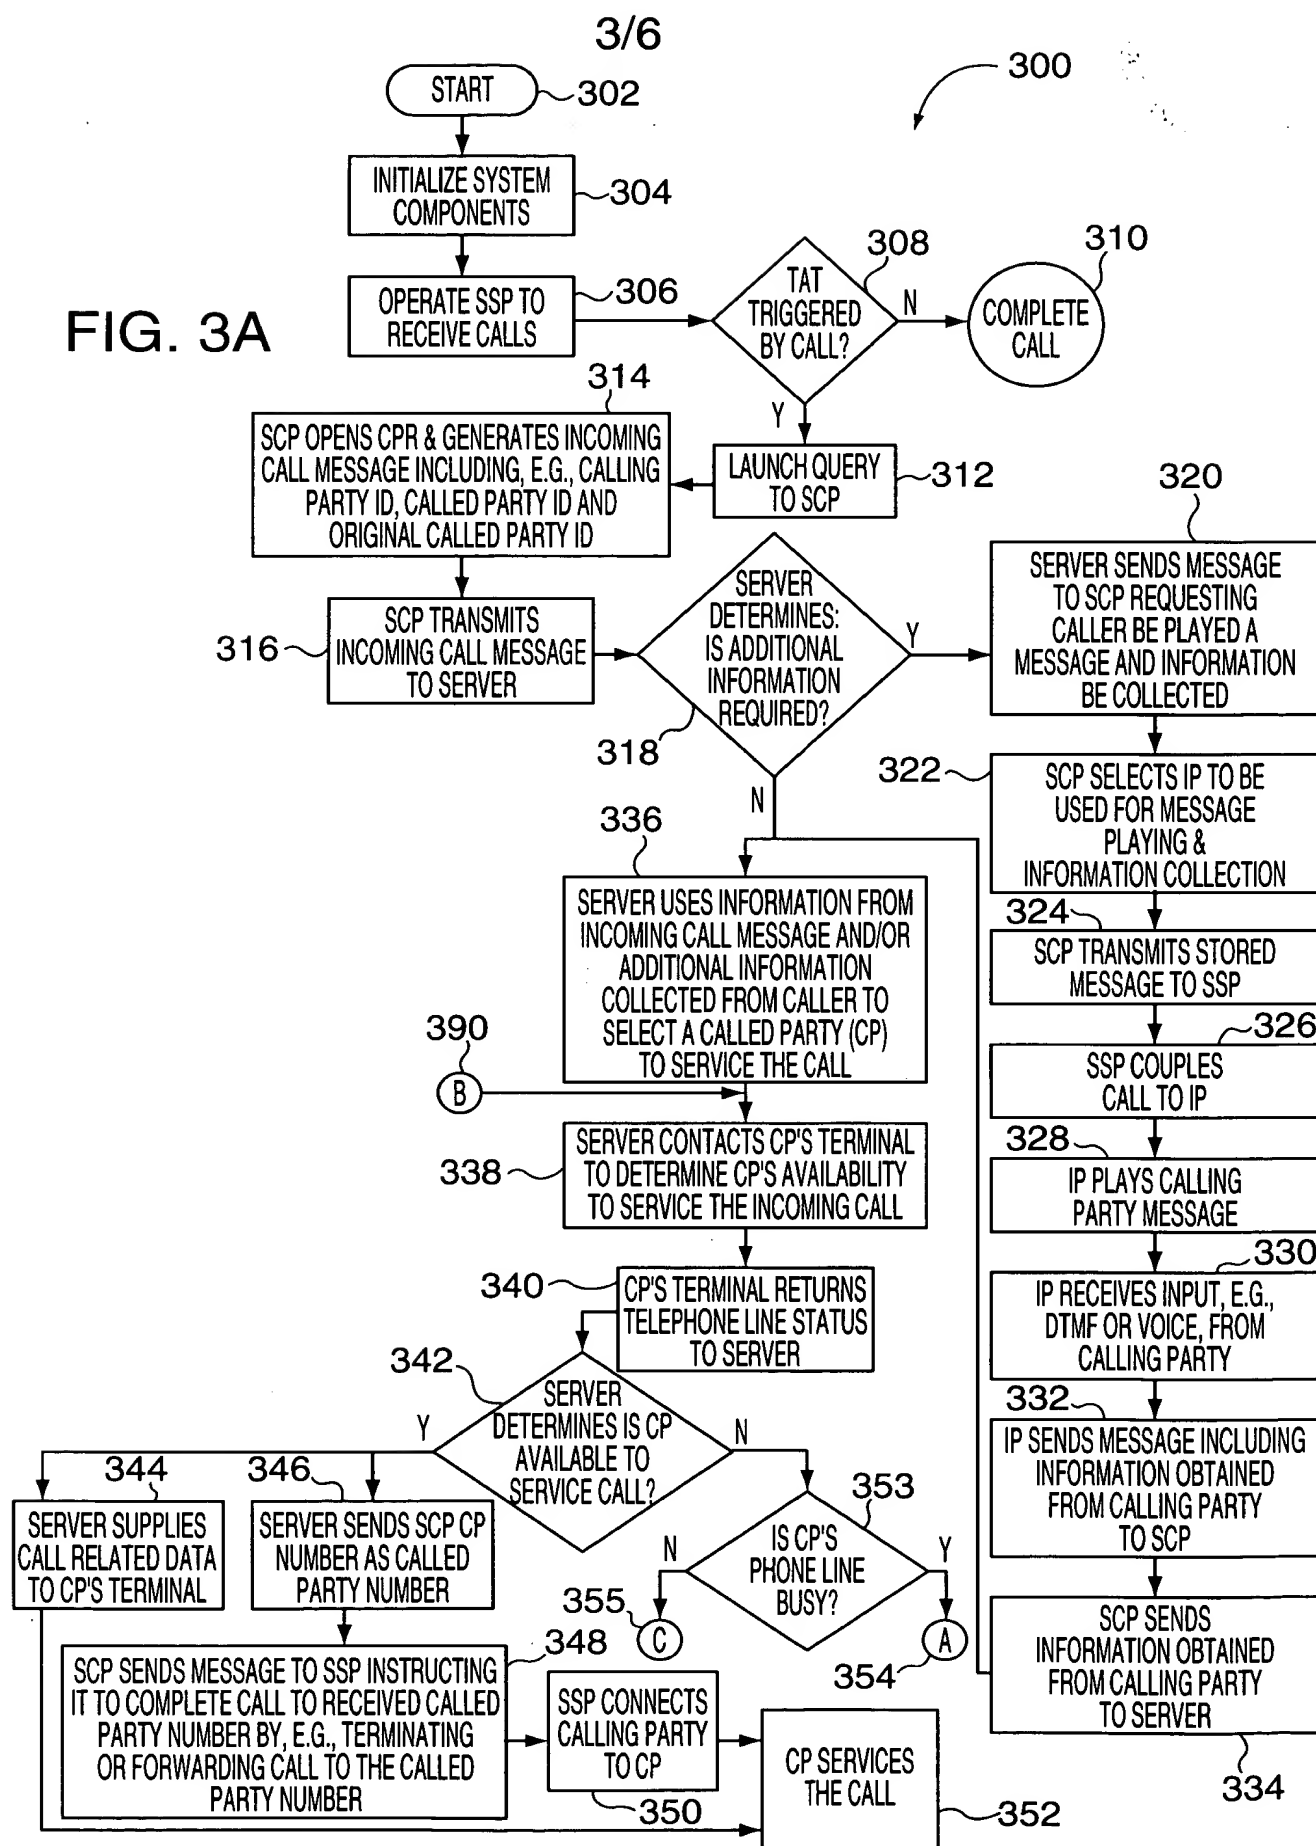 3/6
300
START
302
INITIALIZE SYSTEM
COMPONENTS
304
OPERATE SSP TO
RECEIVE CALLS
306
FIG. 3A
TAT
TRIGGERED
BY CALL?
308
N
310
COMPLETE
CALL
Y
LAUNCH QUERY
TO SCP
312
314
SCP OPENS CPR & GENERATES INCOMING
CALL MESSAGE INCLUDING, E.G., CALLING
PARTY ID, CALLED PARTY ID AND
ORIGINAL CALLED PARTY ID
316
SCP TRANSMITS
INCOMING CALL MESSAGE
TO SERVER
SERVER
DETERMINES:
IS ADDITIONAL
INFORMATION
REQUIRED?
318
Y
N
320
SERVER SENDS MESSAGE
TO SCP REQUESTING
CALLER BE PLAYED A
MESSAGE AND INFORMATION
BE COLLECTED
322
SCP SELECTS IP TO BE
USED FOR MESSAGE
PLAYING &
INFORMATION COLLECTION
324
SCP TRANSMITS STORED
MESSAGE TO SSP
326
SSP COUPLES
CALL TO IP
328
IP PLAYS CALLING
PARTY MESSAGE
330
IP RECEIVES INPUT, E.G.,
DTMF OR VOICE, FROM
CALLING PARTY
332
IP SENDS MESSAGE INCLUDING
INFORMATION OBTAINED
FROM CALLING PARTY
TO SCP
SCP SENDS
INFORMATION OBTAINED
FROM CALLING PARTY
TO SERVER
334
336
SERVER USES INFORMATION FROM
INCOMING CALL MESSAGE AND/OR
ADDITIONAL INFORMATION
COLLECTED FROM CALLER TO
SELECT A CALLED PARTY (CP)
TO SERVICE THE CALL
390
B
338
SERVER CONTACTS CP'S TERMINAL
TO DETERMINE CP'S AVAILABILITY
TO SERVICE THE INCOMING CALL
340
CP'S TERMINAL RETURNS
TELEPHONE LINE STATUS
TO SERVER
342
SERVER
DETERMINES IS CP
AVAILABLE TO
SERVICE CALL?
Y
N
344
SERVER SUPPLIES
CALL RELATED DATA
TO CP'S TERMINAL
346
SERVER SENDS SCP CP
NUMBER AS CALLED
PARTY NUMBER
353
IS CP'S
PHONE LINE
BUSY?
N
Y
355
C
A
354
348
SCP SENDS MESSAGE TO SSP INSTRUCTING
IT TO COMPLETE CALL TO RECEIVED CALLED
PARTY NUMBER BY, E.G., TERMINATING
OR FORWARDING CALL TO THE CALLED
PARTY NUMBER
SSP CONNECTS
CALLING PARTY
TO CP
350
CP SERVICES
THE CALL
352